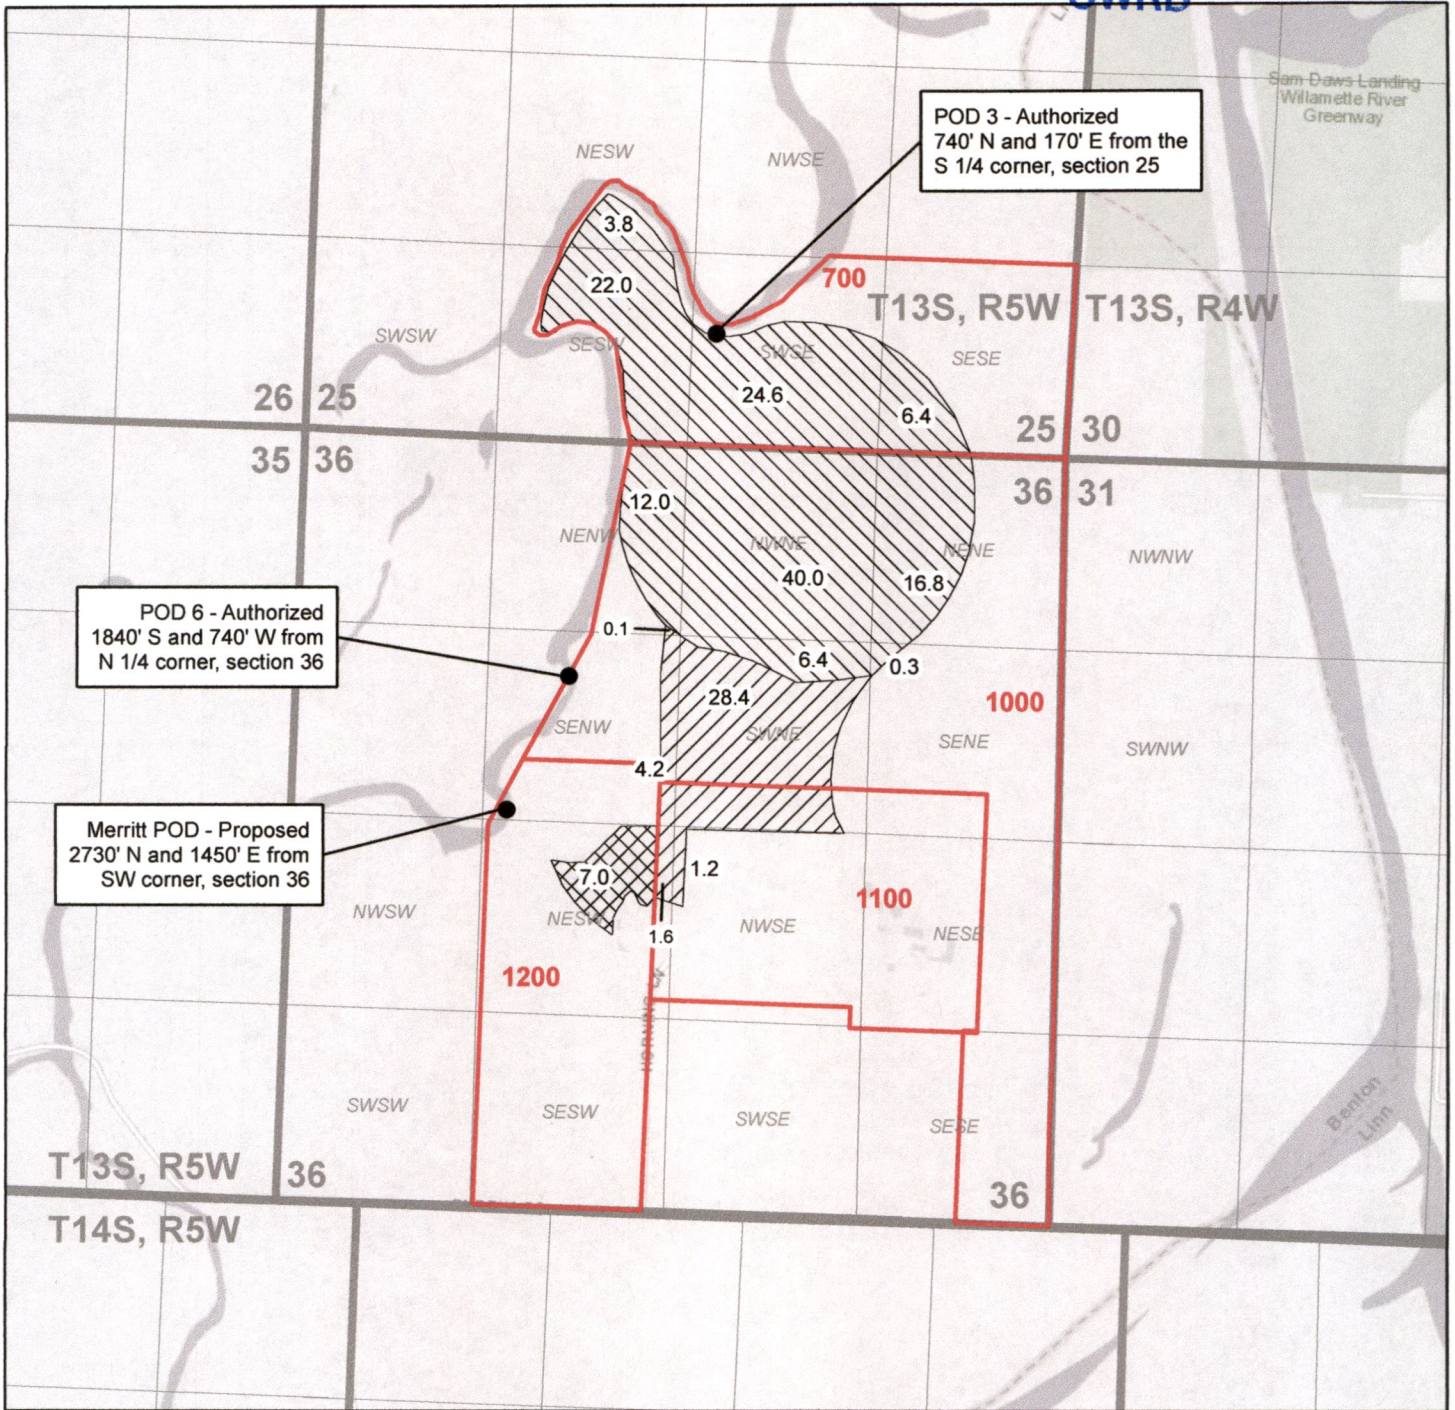 Sam Daws Landing
Willamette River
Greenway
POD 3 - Authorized
740' N and 170' E from the
S 1/4 corner, section 25
NESW
NWSE
3.8
22.0
700
T13S, R5W
T13S, R4W
SWSW
SESW
SWSE
SESE
24.6
6.4
26
25
25
30
35
36
36
31
12.0
NENW
NWNE
NENE
NWNW
40.0
16.8
POD 6 - Authorized
1840' S and 740' W from
N 1/4 corner, section 36
0.1
6.4
0.3
28.4
1000
SENW
SWNE
SENE
SWNW
4.2
Merritt POD - Proposed
2730' N and 1450' E from
SW corner, section 36
7.0
1.2
1100
NWSW
NESW
NWSE
NESE
1.6
1200
HORNING LN
SWSW
SESW
SWSE
SESE
Benton
Linn
T13S, R5W
36
36
T14S, R5W